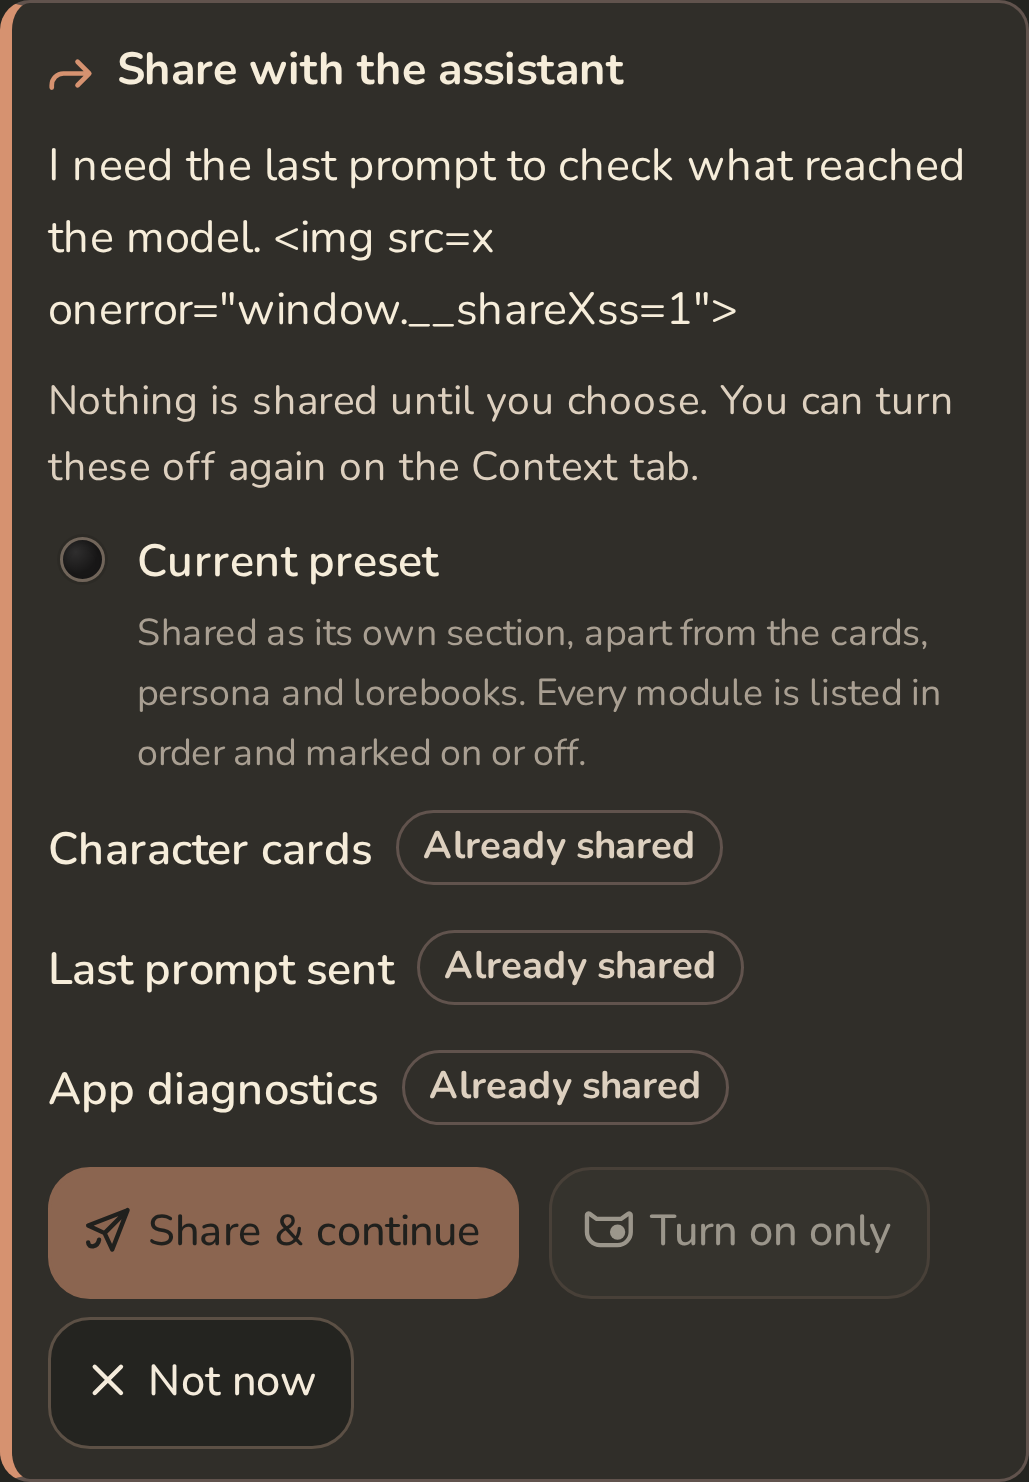 Share with the assistant
I need the last prompt to check what reached
the model. <img src=x
onerror="window.__shareXss=1">
Nothing is shared until you choose. You can turn
these off again on the Context tab.
Current preset
Shared as its own section, apart from the cards,
persona and lorebooks. Every module is listed in
order and marked on or off.
Character cards Already shared
Last prompt sent Already shared
App diagnostics Already shared
Share & continue Turn on only
Not now